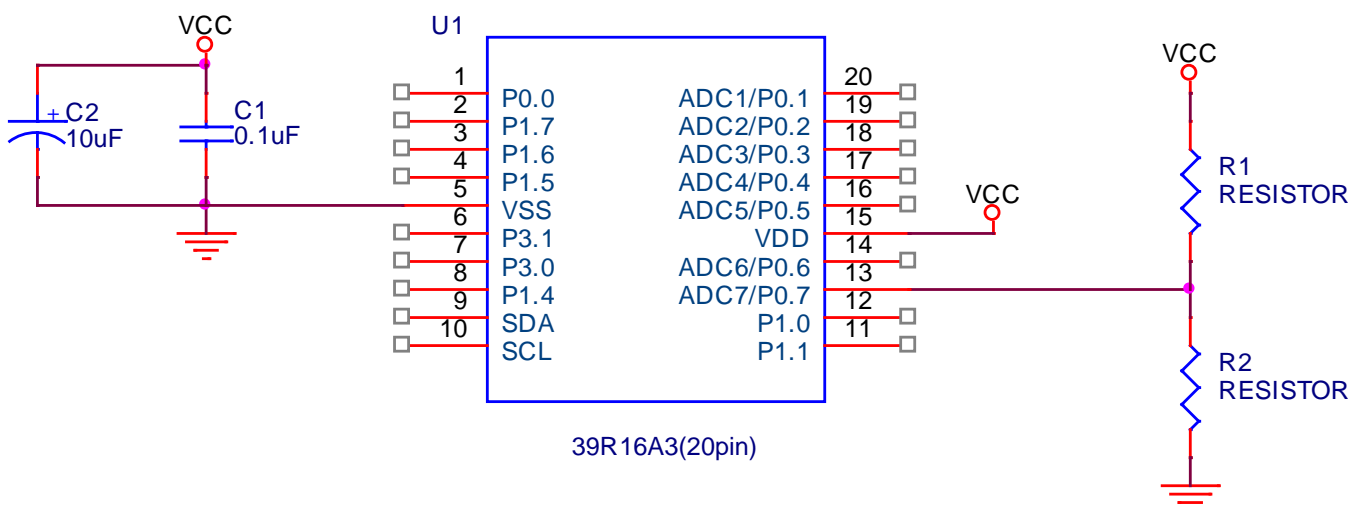 VCC
+ C2
10uF
C1
0.1uF
U1
1
P0.0
2
P1.7
3
P1.6
4
P1.5
5
VSS
6
P3.1
7
P3.0
8
P1.4
9
SDA
10
SCL
20
ADC1/P0.1
19
ADC2/P0.2
18
ADC3/P0.3
17
ADC4/P0.4
16
ADC5/P0.5
15
VDD
14
ADC6/P0.6
13
ADC7/P0.7
12
P1.0
11
P1.1
39R16A3(20pin)
VCC
VCC
R1
RESISTOR
R2
RESISTOR